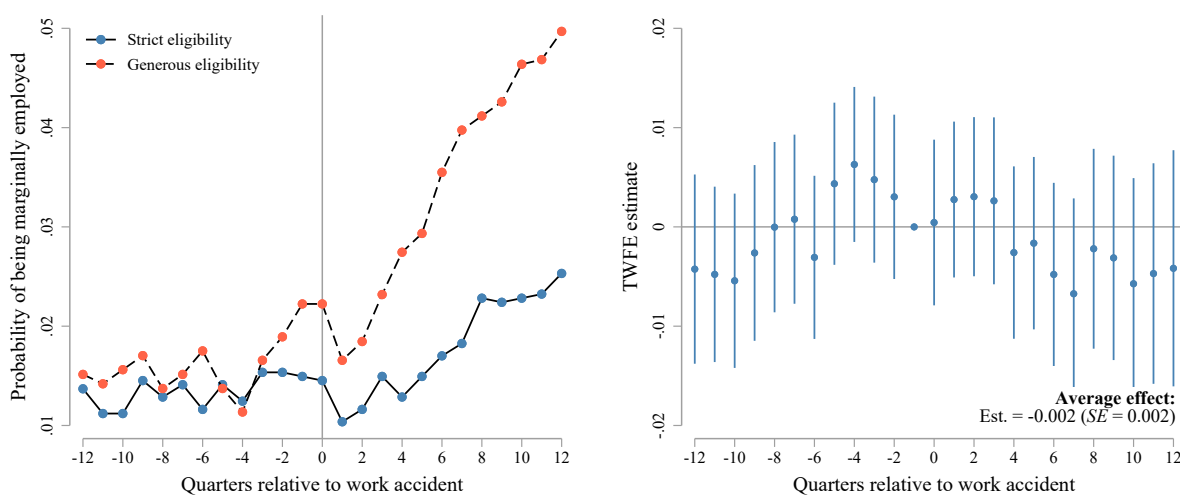 Probability of being marginally employed
.05
.04
.03
.02
.01
Strict eligibility
Generous eligibility
-12 -10 -8 -6 -4 -2 0 2 4 6 8 10 12
Quarters relative to work accident
TWFE estimate
.02
.01
0
-.01
-.02
Average effect:
Est. = -0.002 (SE = 0.002)
-12 -10 -8 -6 -4 -2 0 2 4 6 8 10 12
Quarters relative to work accident